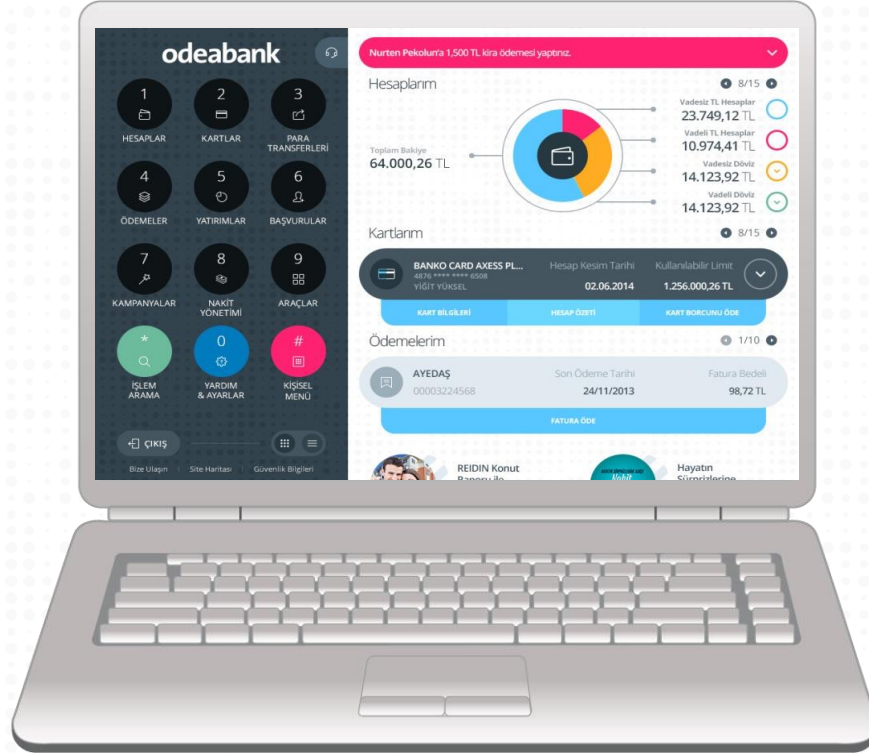 odeabank
1
HESAPLAR
2
KARTLAR
3
PARA
TRANSFERLERİ
4
ÖDEMELER
5
YATIRIMLAR
6
BAŞVURULAR
7
KAMPANYALAR
8
NAKİT
YÖNETİMİ
9
ARAÇLAR
*
İŞLEM
ARAMA
0
YARDIM
& AYARLAR
#
KİŞİSEL
MENÜ
ÇIKIŞ
Bize Ulaşın
Site Haritası
Güvenlik Bilgileri
Nurten Pekolun'a 1,500 TL kira ödemesi yaptınız.
Hesaplarım
8/15
Toplam Bakiye
64.000,26 TL
Vadesiz TL Hesaplar
23.749,12 TL
Vadeli TL Hesaplar
10.974,41 TL
Vadesiz Döviz
14.123,92 TL
Vadeli Döviz
14.123,92 TL
Kartlarım
8/15
BANKO CARD AXESS PL...
4876 **** **** 6508
YİĞİT YÜKSEL
Hesap Kesim Tarihi
02.06.2014
Kullanılabilir Limit
1.256.000,26 TL
KART BİLGİLERİ
HESAP ÖZETİ
KART BORCUNU ÖDE
Ödemelerim
1/10
AYEDAŞ
00003224568
Son Ödeme Tarihi
24/11/2013
Fatura Bedeli
98,72 TL
FATURA ÖDE
REIDIN Konut
Raporu ile
Hayatın
Sürprizlerine